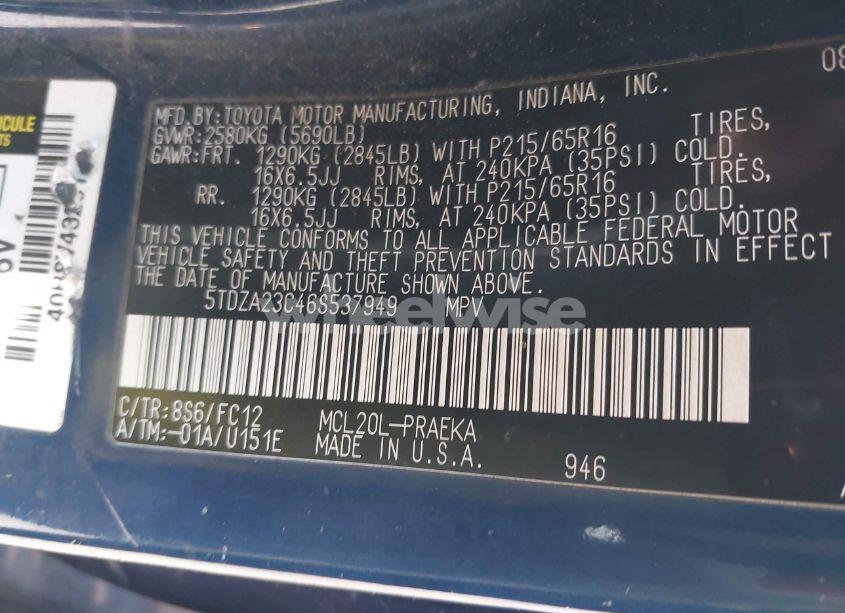 08
MFD.BY:TOYOTA MOTOR MANUFACTURING, INDIANA, INC.
GVWR:2580KG (5690LB)
GAWR:FRT. 1290KG (2845LB) WITH P215/65R16 TIRES,
16X6.5JJ RIMS, AT 240KPA (35PSI) COLD.
RR. 1290KG (2845LB) WITH P215/65R16 TIRES,
16X6.5JJ RIMS, AT 240KPA (35PSI) COLD.
THIS VEHICLE CONFORMS TO ALL APPLICABLE FEDERAL MOTOR
VEHICLE SAFETY AND THEFT PREVENTION STANDARDS IN EFFECT
THE DATE OF MANUFACTURE SHOWN ABOVE.
5TDZA23C46S537949 MPV
wheelwise
C/TR:8S6/FC12 MCL20L-PRAEKA
A/TM:-01A/U151E MADE IN U.S.A. 946